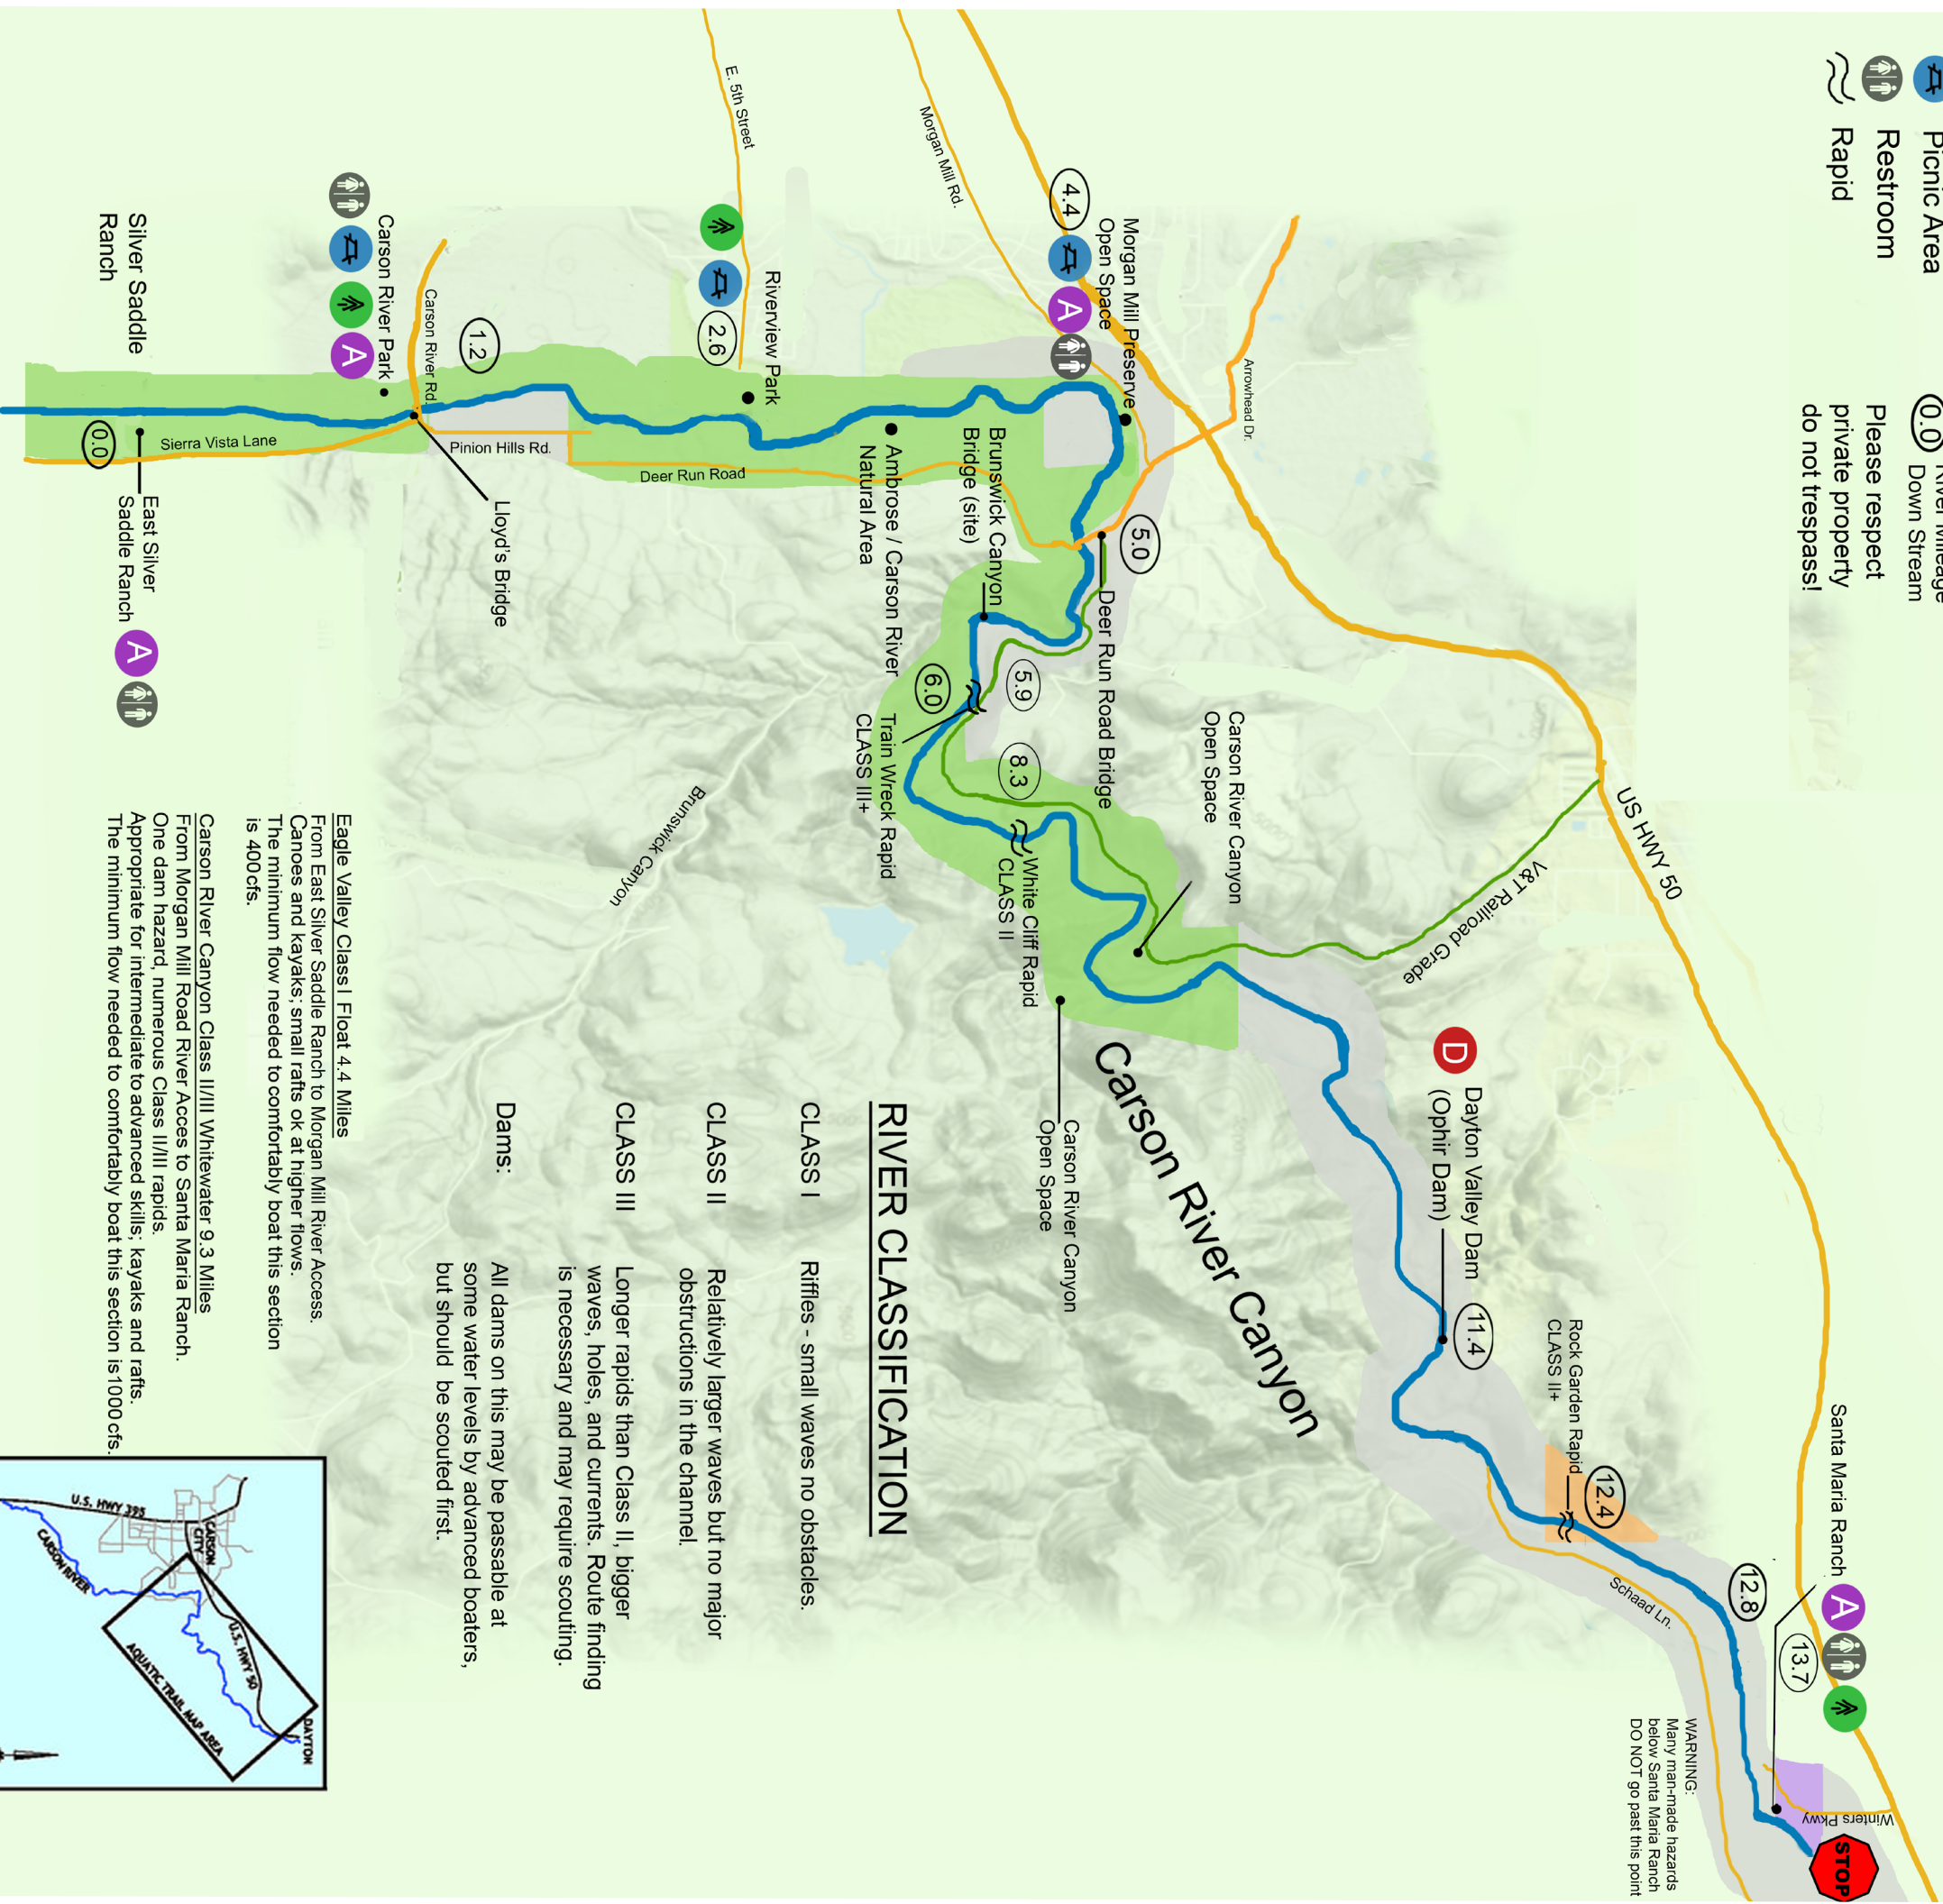 Picnic Area
Restroom
Rapid
0.0
River Mileage
Down Stream
Please respect
private property
do not trespass!
E. 5th Street
Morgan Mill Rd.
Arrowhead Dr.
US HWY 50
V&T Railroad Grade
4.4
A
Morgan Mill Preserve
Open Space
5.0
Deer Run Road Bridge
Carson River Canyon
Open Space
D
Dayton Valley Dam
(Ophir Dam)
11.4
Rock Garden Rapid
CLASS II+
12.4
Santa Maria Ranch
A
13.7
12.8
Schaad Ln.
Winters Pkwy
STOP
WARNING:
Many man-made hazards
below Santa Maria Ranch
DO NOT go past this point
Riverview Park
2.6
Ambrose / Carson River
Natural Area
Brunswick Canyon
Bridge (site)
5.9
6.0
Train Wreck Rapid
CLASS III+
8.3
White Cliff Rapid
CLASS II
Carson River Canyon
Open Space
Carson River Canyon
Deer Run Road
Pinion Hills Rd.
1.2
Carson River Rd.
Carson River Park
A
Lloyd's Bridge
Sierra Vista Lane
0.0
Silver Saddle
Ranch
East Silver
Saddle Ranch
A
Brunswick Canyon
RIVER CLASSIFICATION
CLASS I
Riffles - small waves no obstacles.
CLASS II
Relatively larger waves but no major
obstructions in the channel.
CLASS III
Longer rapids than Class II, bigger
waves, holes, and currents. Route finding
is necessary and may require scouting.
Dams:
All dams on this may be passable at
some water levels by advanced boaters,
but should be scouted first.
Eagle Valley Class I Float 4.4 Miles
From East Silver Saddle Ranch to Morgan Mill River Access.
Canoes and kayaks; small rafts ok at higher flows.
The minimum flow needed to comfortably boat this section
is 400cfs.
Carson RIver Canyon Class II/III Whitewater 9.3 Miles
From Morgan Mill Road River Acces to Santa Maria Ranch.
One dam hazard, numerous Class II/III rapids.
Appropriate for intermediate to advanced skills; kayaks and rafts.
The minimum flow needed to comfortably boat this section is 1000cfs.
U.S. HWY 395
CARSON
CITY
CARSON RIVER
U.S. HWY 50
DAYTON
AQUATIC TRAIL MAP AREA